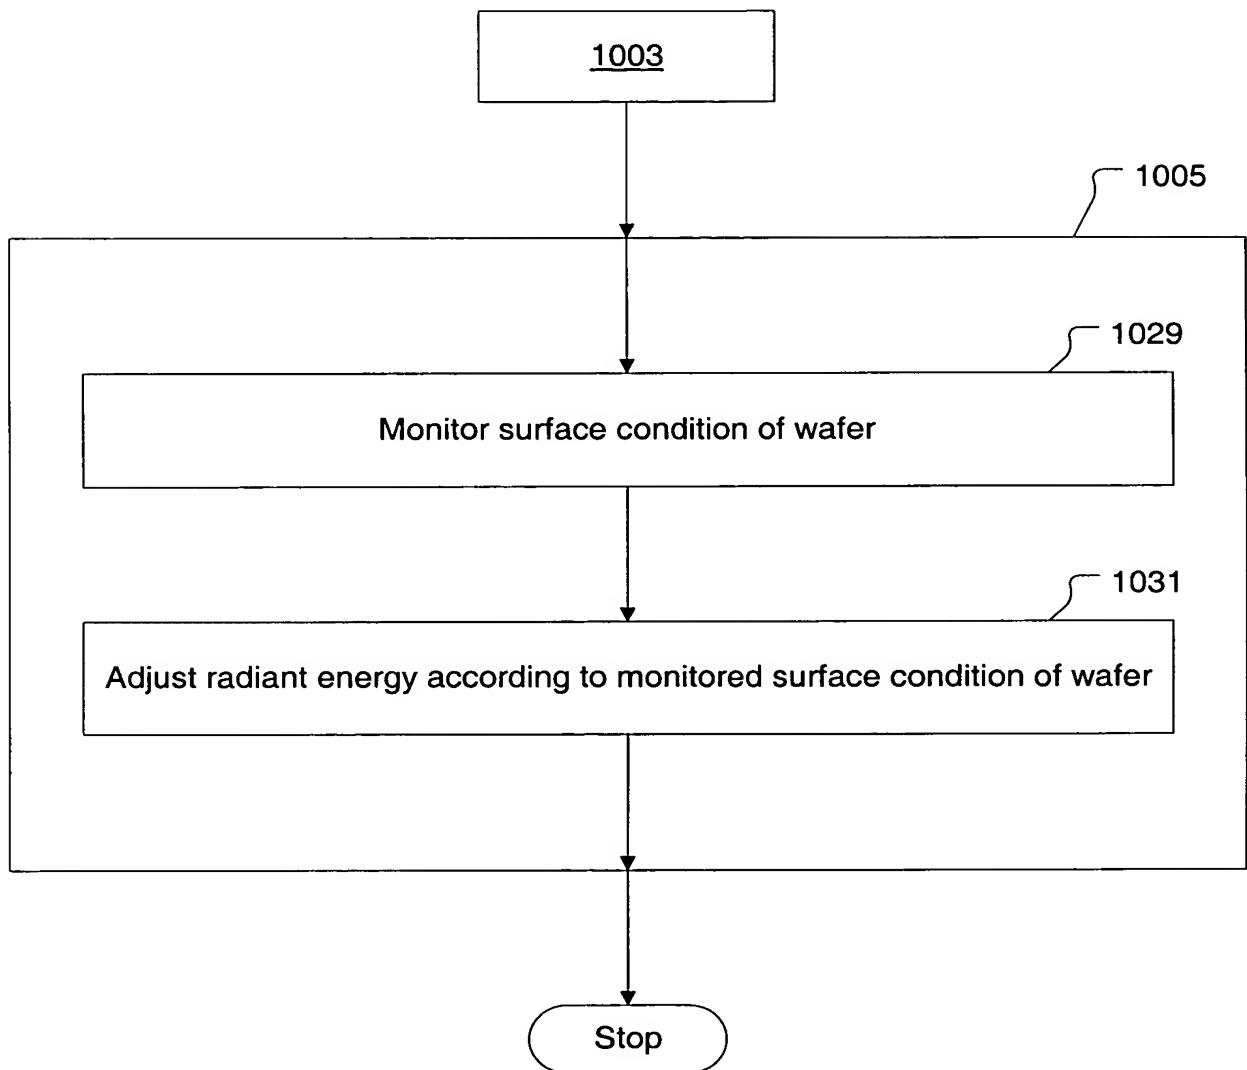 1003
1005
1029
Monitor surface condition of wafer
1031
Adjust radiant energy according to monitored surface condition of wafer
Stop